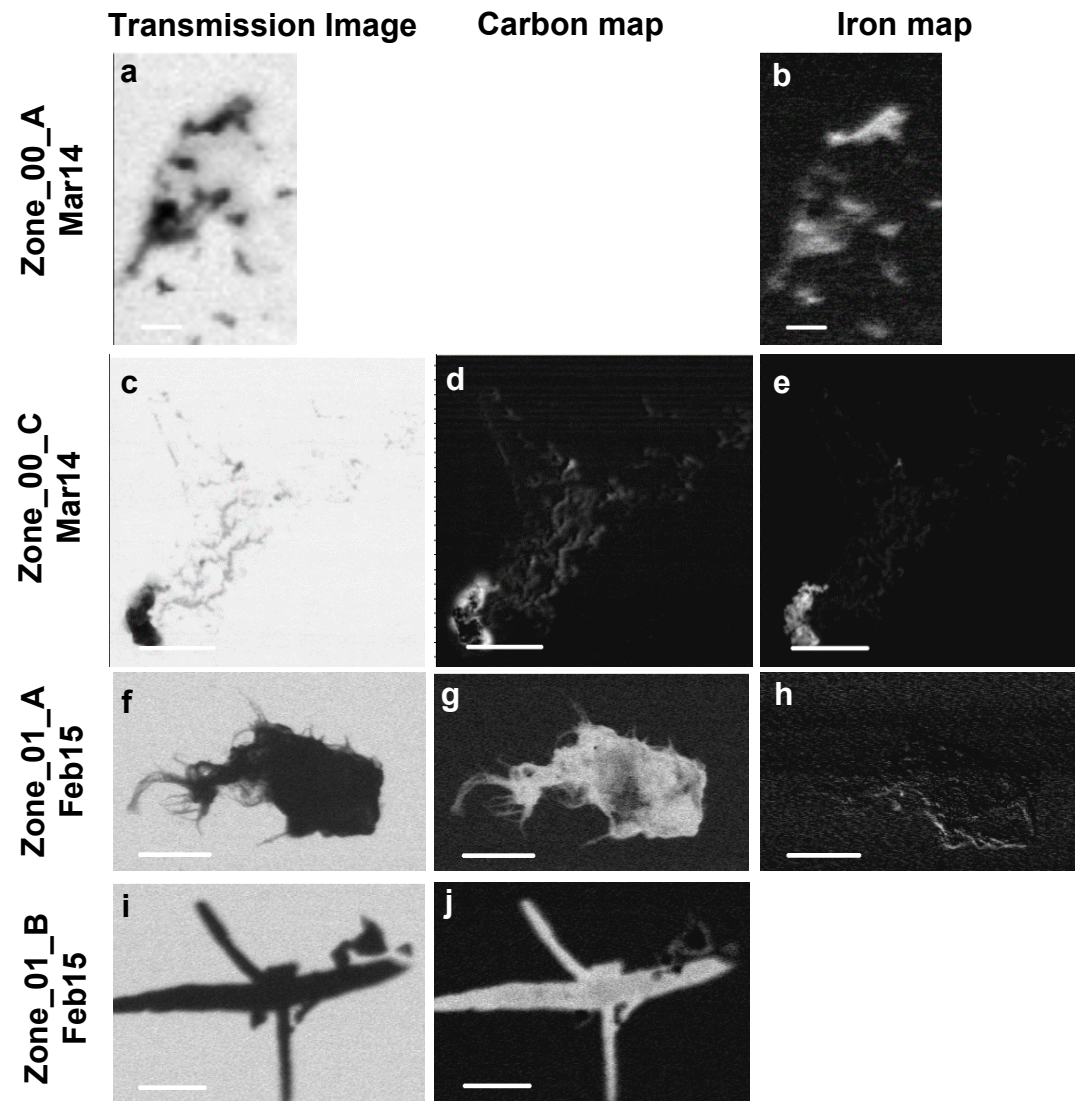 Transmission Image Carbon map Iron map
Zone_00_A
Mar14
a
b
Zone_00_C
Mar14
c
d
e
Zone_01_A
Feb15
f
g
h
Zone_01_B
Feb15
i
j